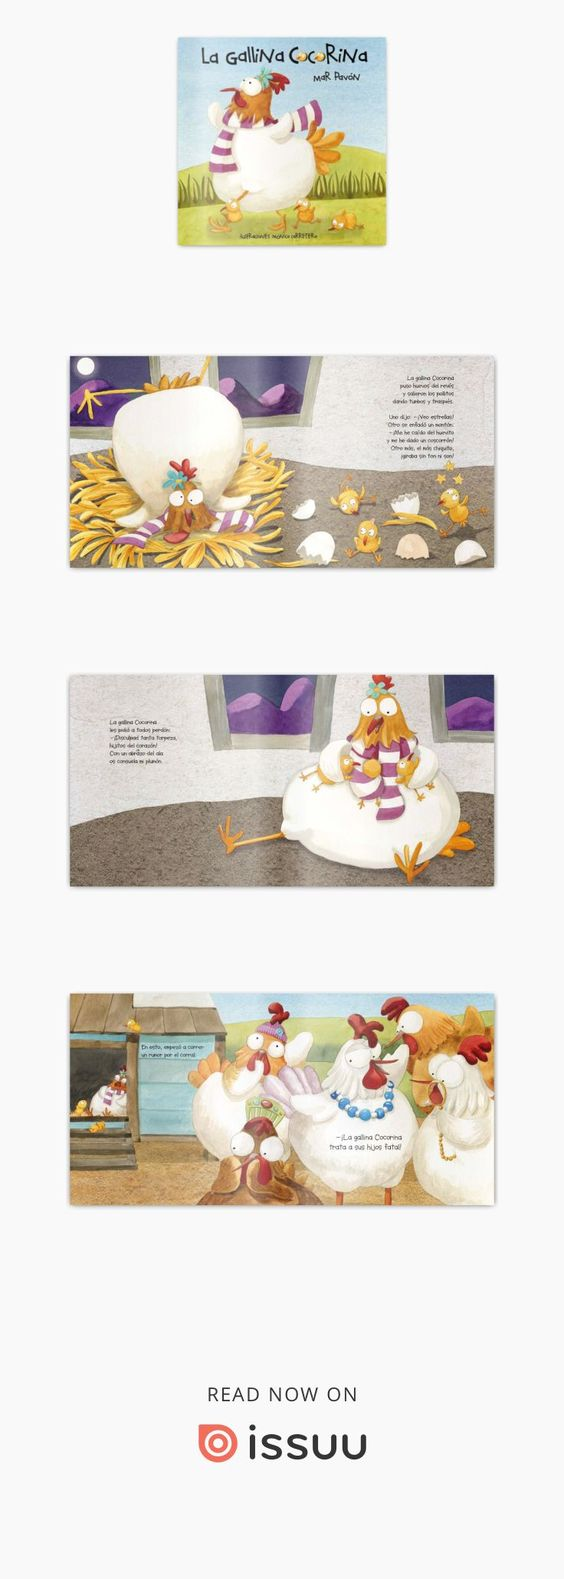 La Gallina Cocorina
Mar Pavón
ilustraciones Mónica Carretero
La gallina Cocorina
puso huevos del revés
y salieron los pollitos
dando tumbos y traspiés.
Uno dijo: –¡Veo estrellas!
Otro se enfadó un montón:
–¡Me he caído del huevito
y me he dado un coscorrón!
Otro más, el más chiquito,
¡giraba sin ton ni son!
La gallina Cocorina
les pidió a todos perdón:
–¡Disculpad tanta torpeza,
hijitos del corazón!
Con un abrazo del ala
os consuela mi plumón.
En esto, empezó a correr
un rumor por el corral:
–¡La gallina Cocorina
trata a sus hijos fatal!
READ NOW ON
issuu